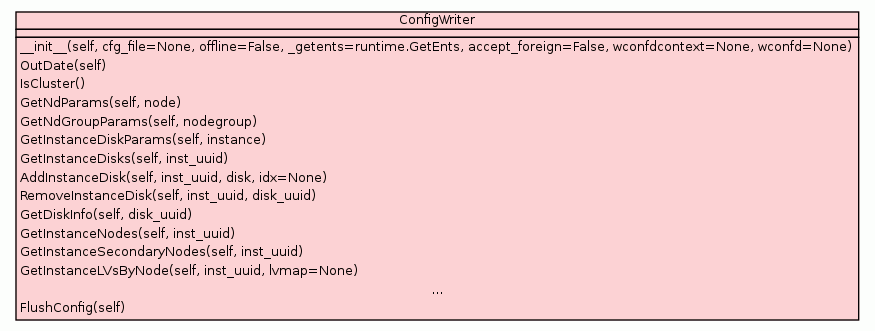 ConfigWriter
__init__(self, cfg_file=None, offline=False, _getents=runtime.GetEnts, accept_foreign=False, wconfdcontext=None, wconfd=None)
OutDate(self)
IsCluster()
GetNdParams(self, node)
GetNdGroupParams(self, nodegroup)
GetInstanceDiskParams(self, instance)
GetInstanceDisks(self, inst_uuid)
AddInstanceDisk(self, inst_uuid, disk, idx=None)
RemoveInstanceDisk(self, inst_uuid, disk_uuid)
GetDiskInfo(self, disk_uuid)
GetInstanceNodes(self, inst_uuid)
GetInstanceSecondaryNodes(self, inst_uuid)
GetInstanceLVsByNode(self, inst_uuid, lvmap=None)
...
FlushConfig(self)